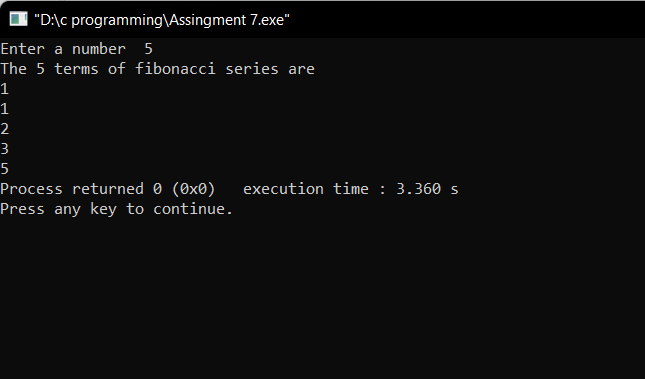 "D:\c programming\Assingment 7.exe"
Enter a number  5
The 5 terms of fibonacci series are
1
1
2
3
5
Process returned 0 (0x0)   execution time : 3.360 s
Press any key to continue.